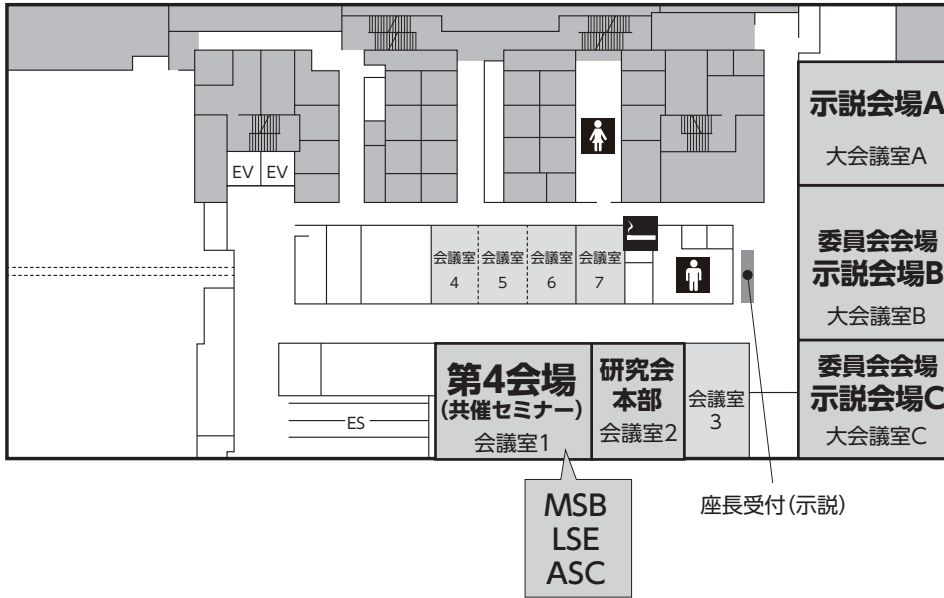 示説会場A
大会議室A
EV EV
委員会会場
示説会場B
大会議室B
会議室
4
会議室
5
会議室
6
会議室
7
第4会場
(共催セミナー)
会議室1
研究会
本部
会議室2
会議室
3
委員会会場
示説会場C
大会議室C
ES
座長受付(示説)
MSB
LSE
ASC